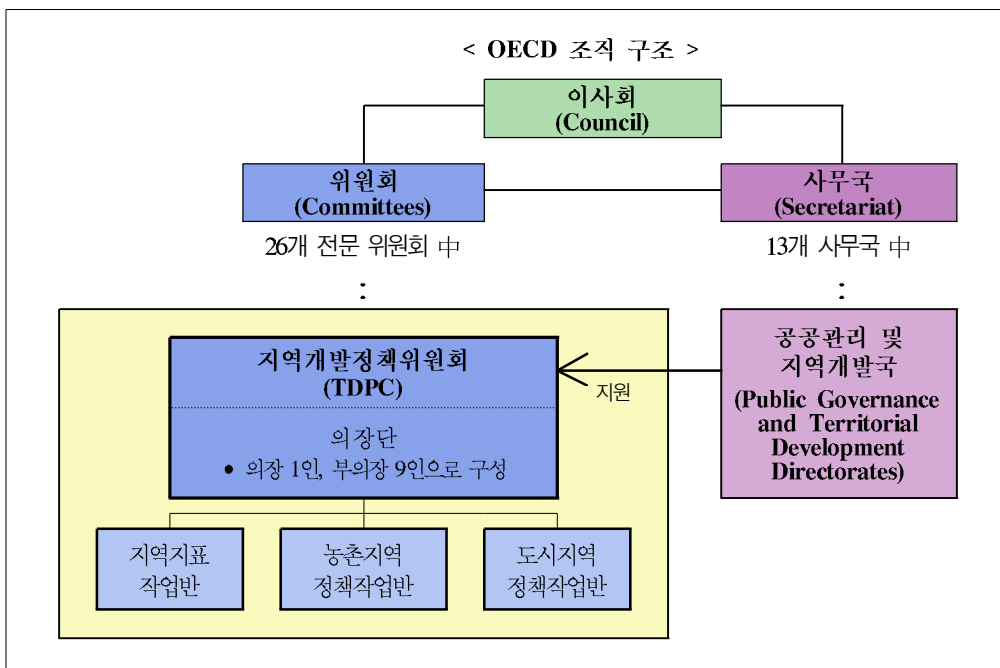 < OECD 조직 구조 >
이사회
(Council)
위원회
(Committees)
사무국
(Secretariat)
26개 전문 위원회 中
13개 사무국 中
:
:
지역개발정책위원회
(TDPC)
의장단
• 의장 1인, 부의장 9인으로 구성
지원
공공관리 및
지역개발국
(Public Governance
and Territorial
Development
Directorates)
지역지표
작업반
농촌지역
정책작업반
도시지역
정책작업반